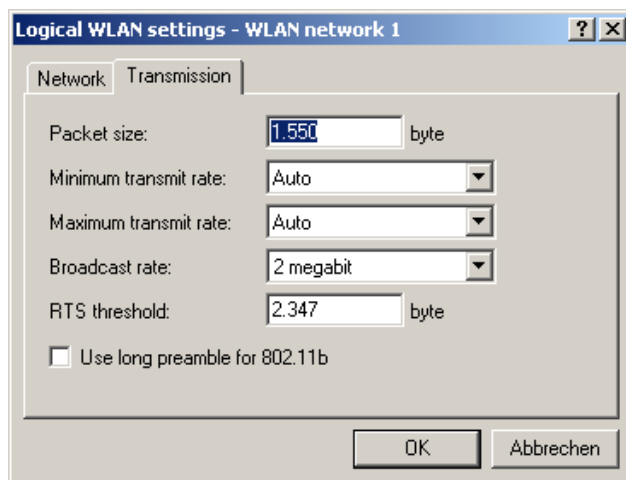 Logical WLAN settings - WLAN network 1
Network Transmission
Packet size: 1.550 byte
Minimum transmit rate: Auto
Maximum transmit rate: Auto
Broadcast rate: 2 megabit
RTS threshold: 2.347 byte
Use long preamble for 802.11b
OK Abbrechen